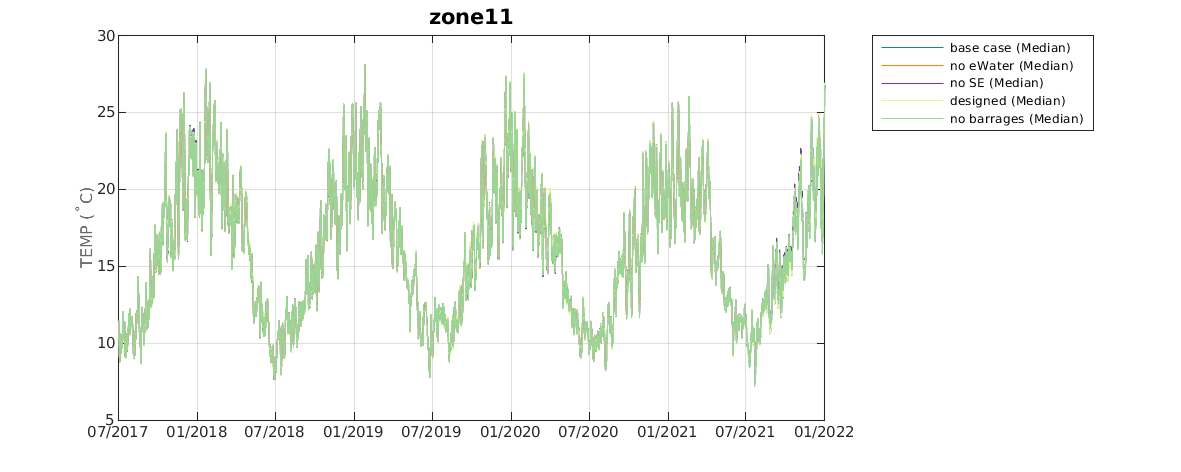 zone11
30
25
20
15
10
5
TEMP (˚C)
07/2017 01/2018 07/2018 01/2019 07/2019 01/2020 07/2020 01/2021 07/2021 01/2022
base case (Median)
no eWater (Median)
no SE (Median)
designed (Median)
no barrages (Median)